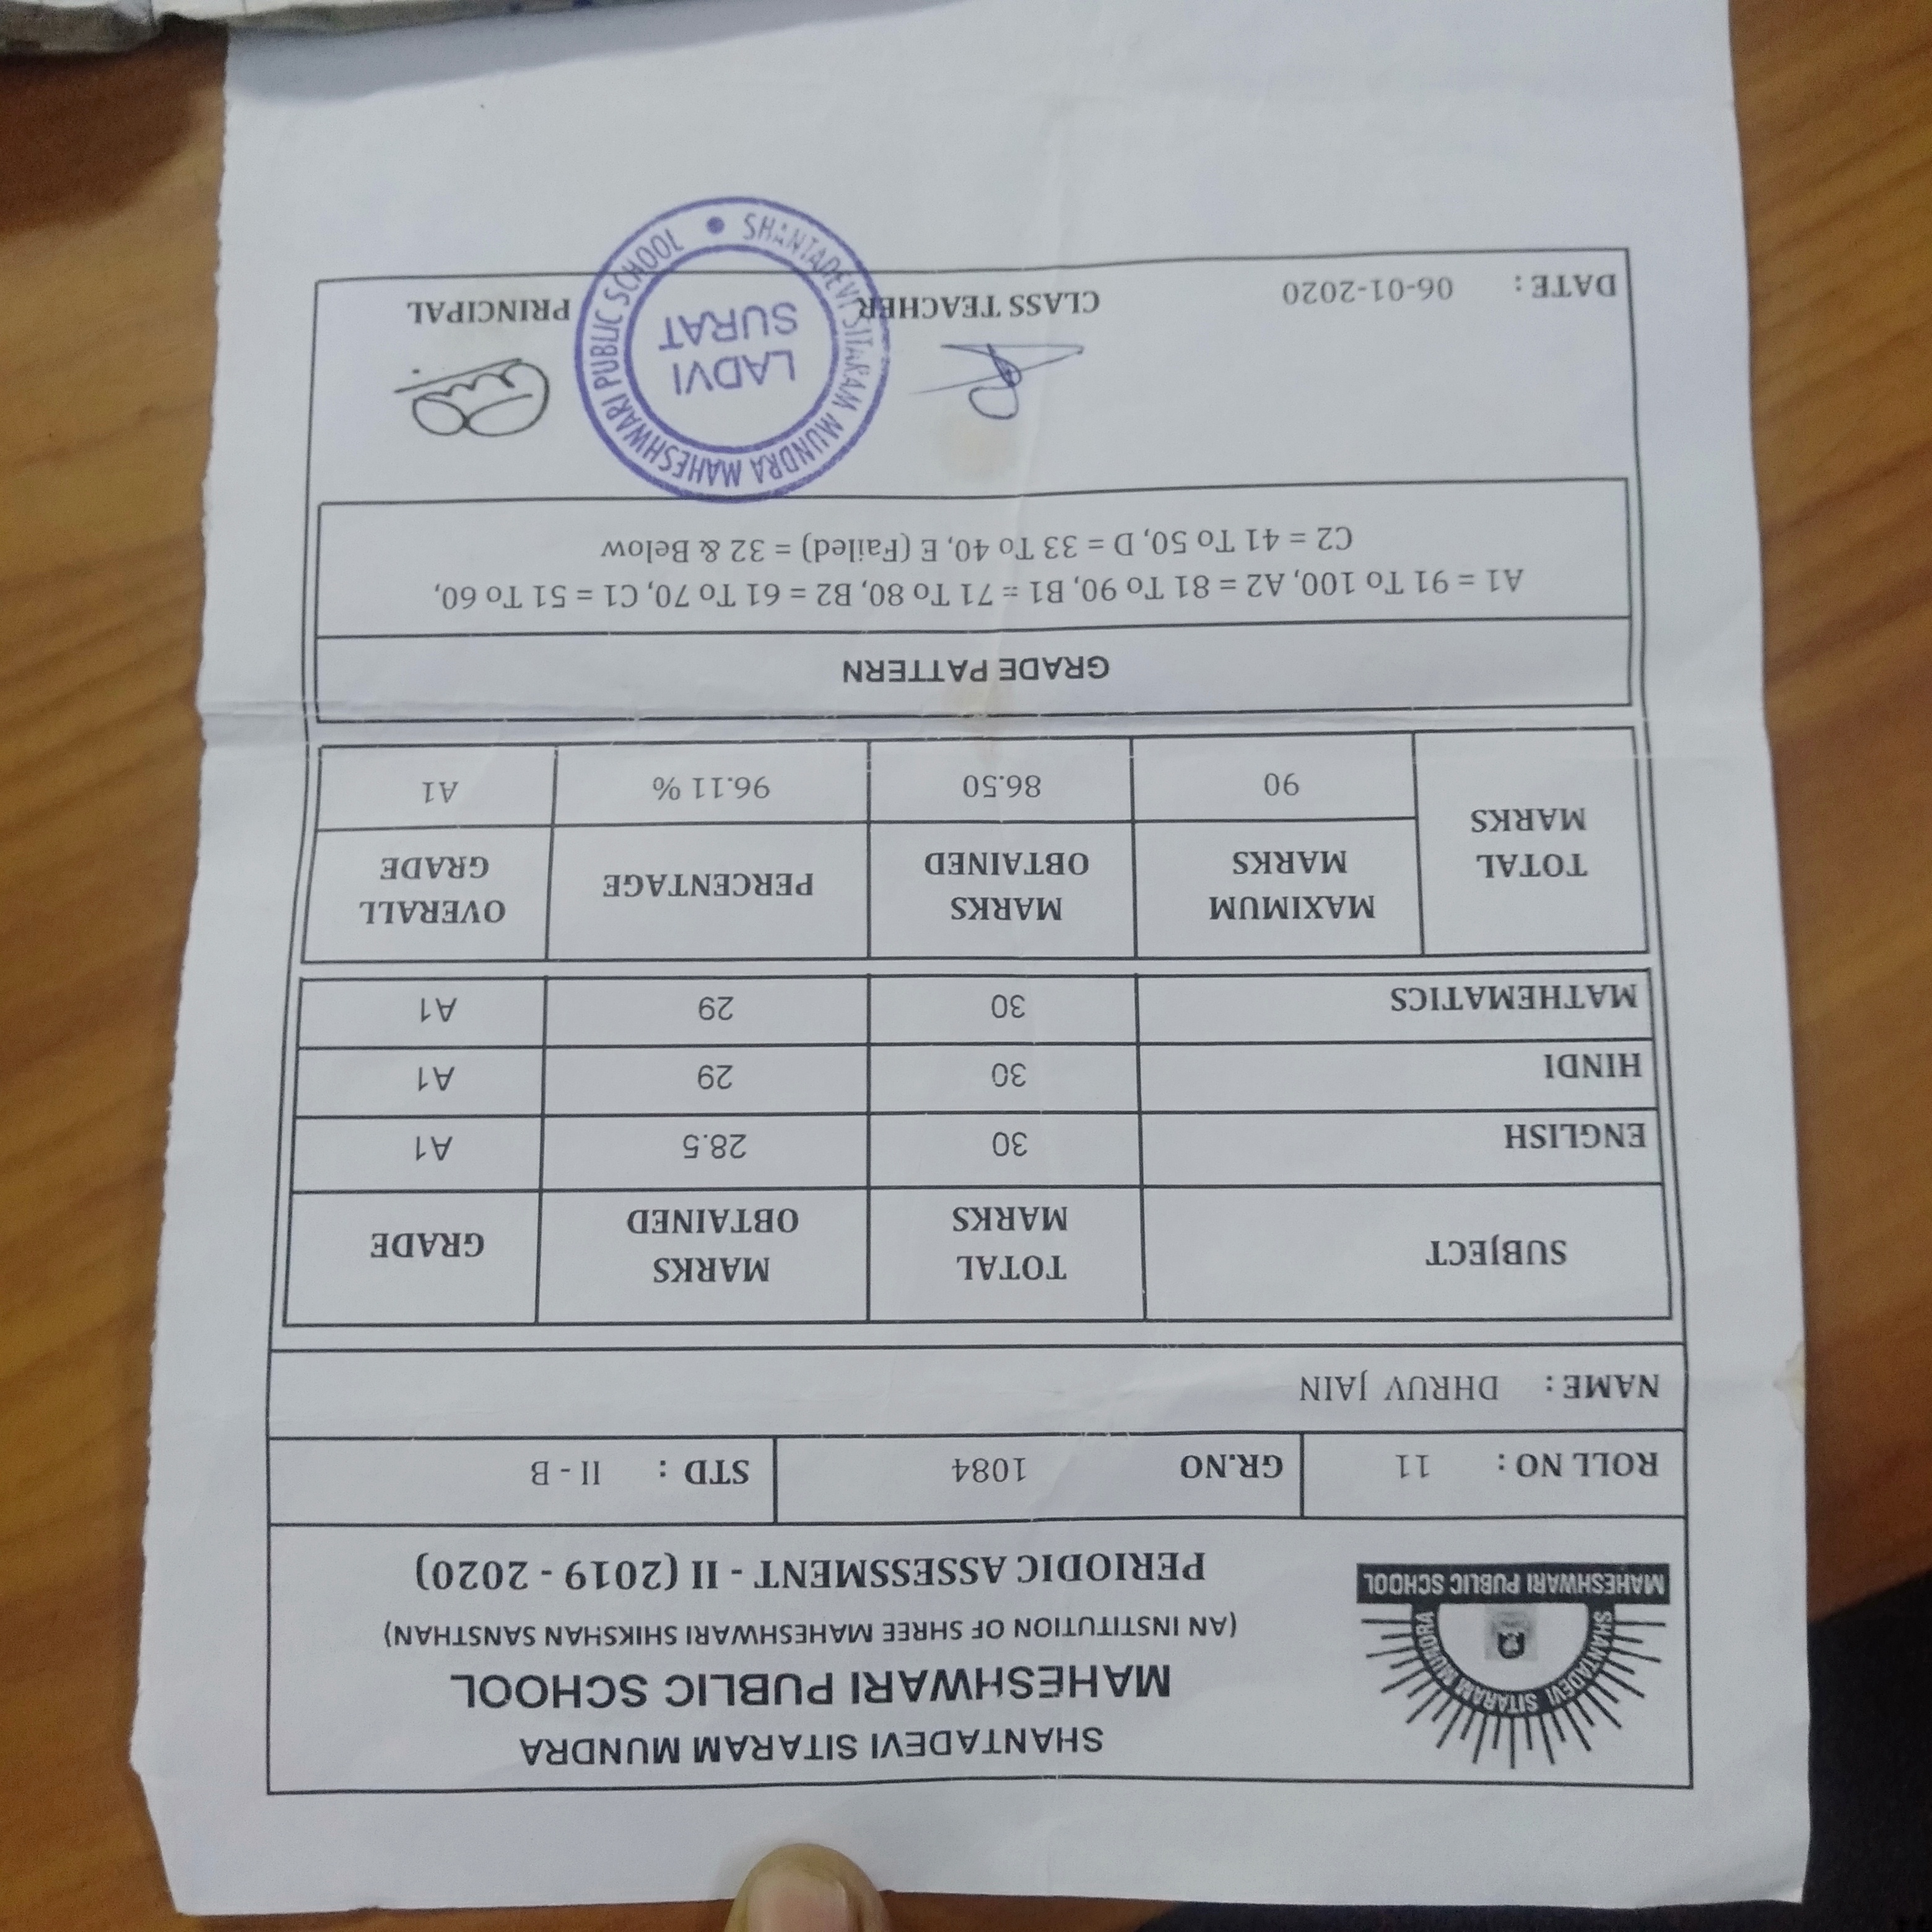 SHANTADEVI SITARAM MUNDRA
MAHESHWARI PUBLIC SCHOOL
(AN INSTITUTION OF SHREE MAHESHWARI SHIKSHAN SANSTHAN)
PERIODIC ASSESSMENT - II (2019 - 2020)
SHANTADEVI SITARAM MUNDRA
MAHESHWARI PUBLIC SCHOOL
ROLL NO : 11 GR.NO 1084 STD : II - B
NAME : DHRUV JAIN
SUBJECT TOTAL MARKS MARKS OBTAINED GRADE
ENGLISH 30 28.5 A1
HINDI 30 29 A1
MATHEMATICS 30 29 A1
TOTAL MARKS MAXIMUM MARKS MARKS OBTAINED PERCENTAGE OVERALL GRADE
90 86.50 96.11 % A1
GRADE PATTERN
A1 = 91 To 100, A2 = 81 To 90, B1 = 71 To 80, B2 = 61 To 70, C1 = 51 To 60,
C2 = 41 To 50, D = 33 To 40, E (Failed) = 32 & Below
DATE : 06-01-2020 CLASS TEACHER PRINCIPAL
SHANTADEVI SITARAM MUNDRA MAHESHWARI PUBLIC SCHOOL
LADVI
SURAT